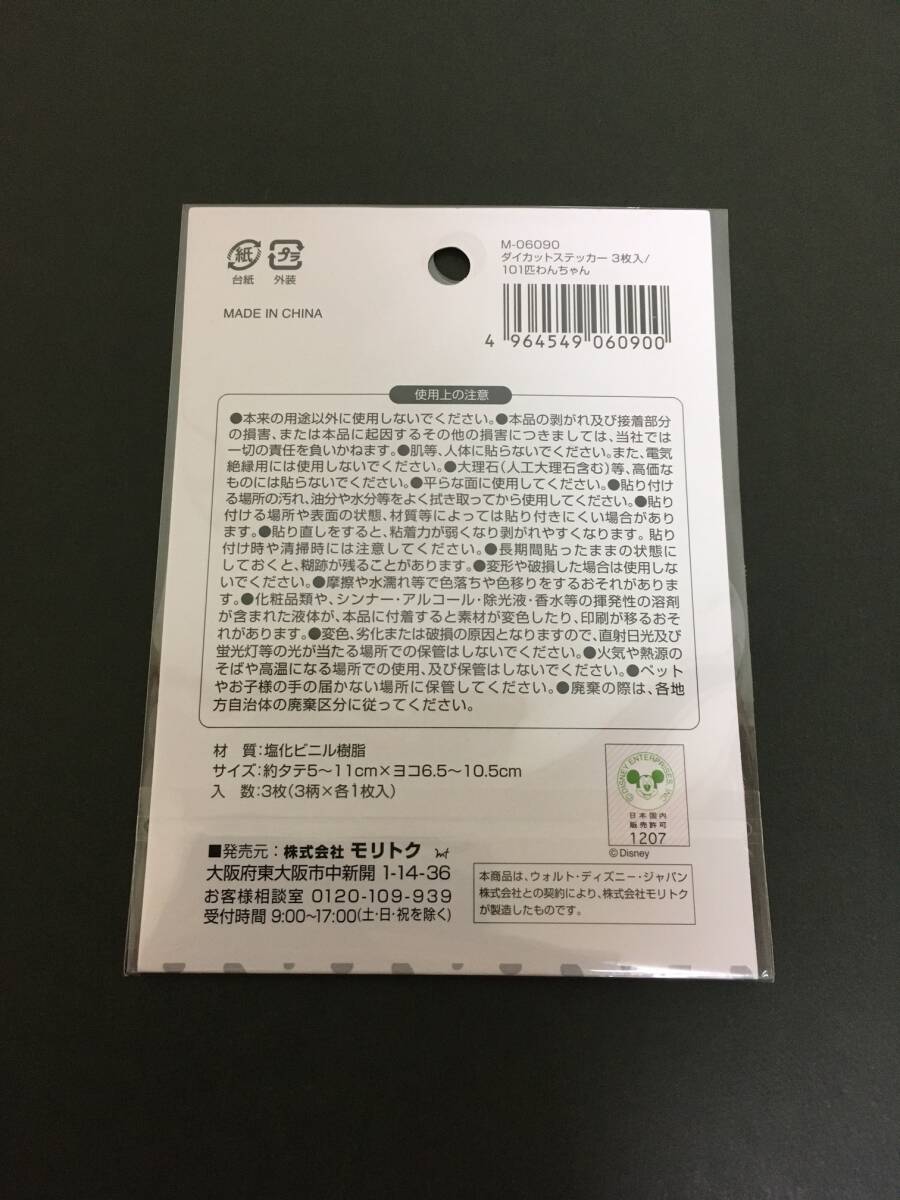 紙
プラ
台紙 外装
MADE IN CHINA
M-06090
ダイカットステッカー 3枚入/
101匹わんちゃん
4 964549 060900
使用上の注意
●本来の用途以外に使用しないでください。●本品の剥がれ及び接着部分
の損害、または本品に起因するその他の損害につきましては、当社では
一切の責任を負いかねます。●肌等、人体に貼らないでください。また、電気
絶縁用には使用しないでください。●大理石(人工大理石含む)等、高価な
ものには貼らないでください。●平らな面に使用してください。●貼り付け
る場所の汚れ、油分や水分等をよく拭き取ってから使用してください。●貼り
付ける場所や表面の状態、材質等によっては貼り付きにくい場合があり
ます。●貼り直しをすると、粘着力が弱くなり剥がれやすくなります。貼り
付け時や清掃時には注意してください。●長期間貼ったままの状態に
しておくと、糊跡が残ることがあります。●変形や破損した場合は使用しな
いでください。●摩擦や水濡れ等で色落ちや色移りをするおそれがありま
す。●化粧品類や、シンナー・アルコール・除光液・香水等の揮発性の溶剤
が含まれた液体が、本品に付着すると素材が変色したり、印刷が移るおそ
れがあります。●変色、劣化または破損の原因となりますので、直射日光及び
蛍光灯等の光が当たる場所での保管はしないでください。●火気や熱源の
そばや高温になる場所での使用、及び保管はしないでください。●ペット
やお子様の手の届かない場所に保管してください。●廃棄の際は、各地
方自治体の廃棄区分に従ってください。
材 質:塩化ビニル樹脂
サイズ:約タテ5〜11cm×ヨコ6.5〜10.5cm
入 数:3枚(3柄×各1枚入)
©DISNEY ENTERPRISES, INC.
日本国内
販売許可
1207
©Disney
■発売元:株式会社 モリトク
大阪府東大阪市中新開 1-14-36
お客様相談室 0120-109-939
受付時間 9:00〜17:00(土・日・祝を除く)
本商品は、ウォルト・ディズニー・ジャパン
株式会社との契約により、株式会社モリトク
が製造したものです。